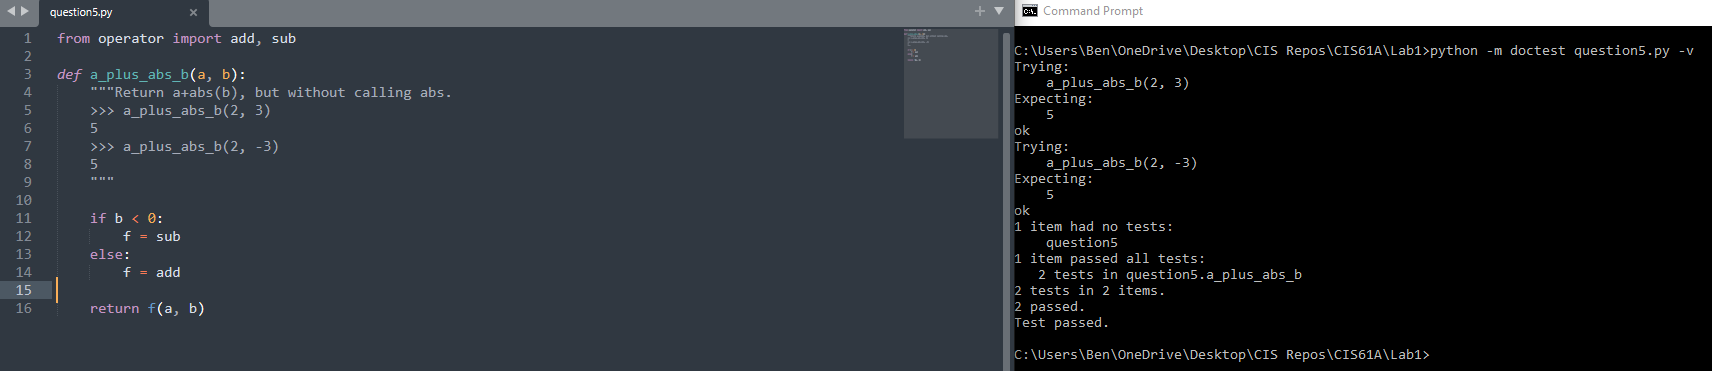 question5.py
1 from operator import add, sub
2
3 def a_plus_abs_b(a, b):
4 """Return a+abs(b), but without calling abs.
5 >>> a_plus_abs_b(2, 3)
6 5
7 >>> a_plus_abs_b(2, -3)
8 5
9 """
10
11 if b < 0:
12 f = sub
13 else:
14 f = add
15
16 return f(a, b)
Command Prompt
C:\Users\Ben\OneDrive\Desktop\CIS Repos\CIS61A\Lab1>python -m doctest question5.py -v
Trying:
a_plus_abs_b(2, 3)
Expecting:
5
ok
Trying:
a_plus_abs_b(2, -3)
Expecting:
5
ok
1 item had no tests:
question5
1 item passed all tests:
2 tests in question5.a_plus_abs_b
2 tests in 2 items.
2 passed.
Test passed.
C:\Users\Ben\OneDrive\Desktop\CIS Repos\CIS61A\Lab1>